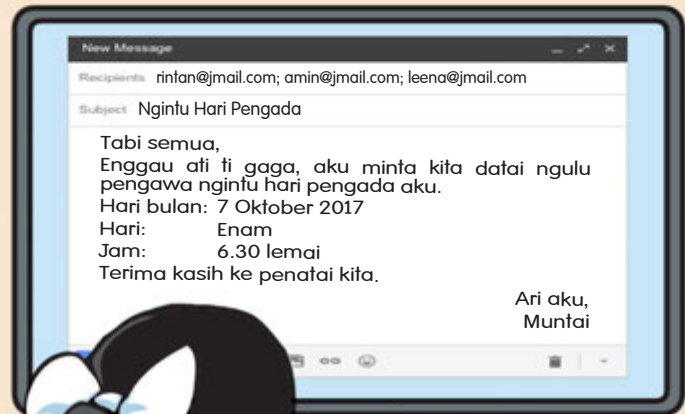 New Message
Recipients rintan@jmail.com; amin@jmail.com; leena@jmail.com
Subject Ngintu Hari Pengada
Tabi semua,
Enggau ati ti gaga, aku minta kita datai ngulu
pengawa ngintu hari pengada aku.
Hari bulan: 7 Oktober 2017
Hari: Enam
Jam: 6.30 lemai
Terima kasih ke penatai kita.
Ari aku,
Muntai